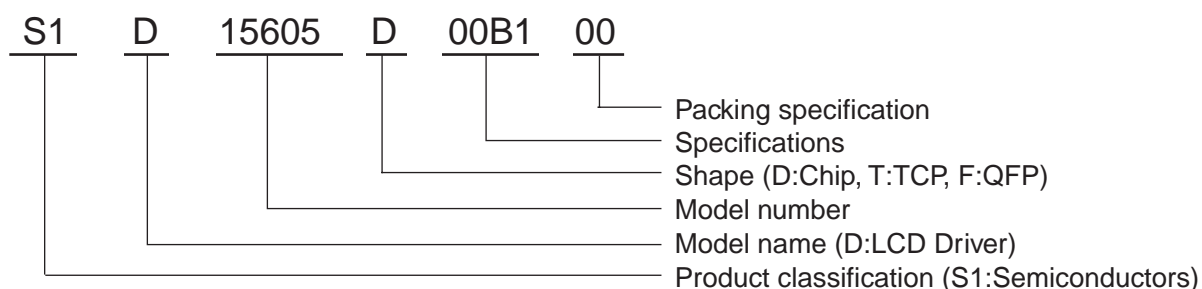 S1 D 15605 D 00B1 00
Packing specification
Specifications
Shape (D:Chip, T:TCP, F:QFP)
Model number
Model name (D:LCD Driver)
Product classification (S1:Semiconductors)